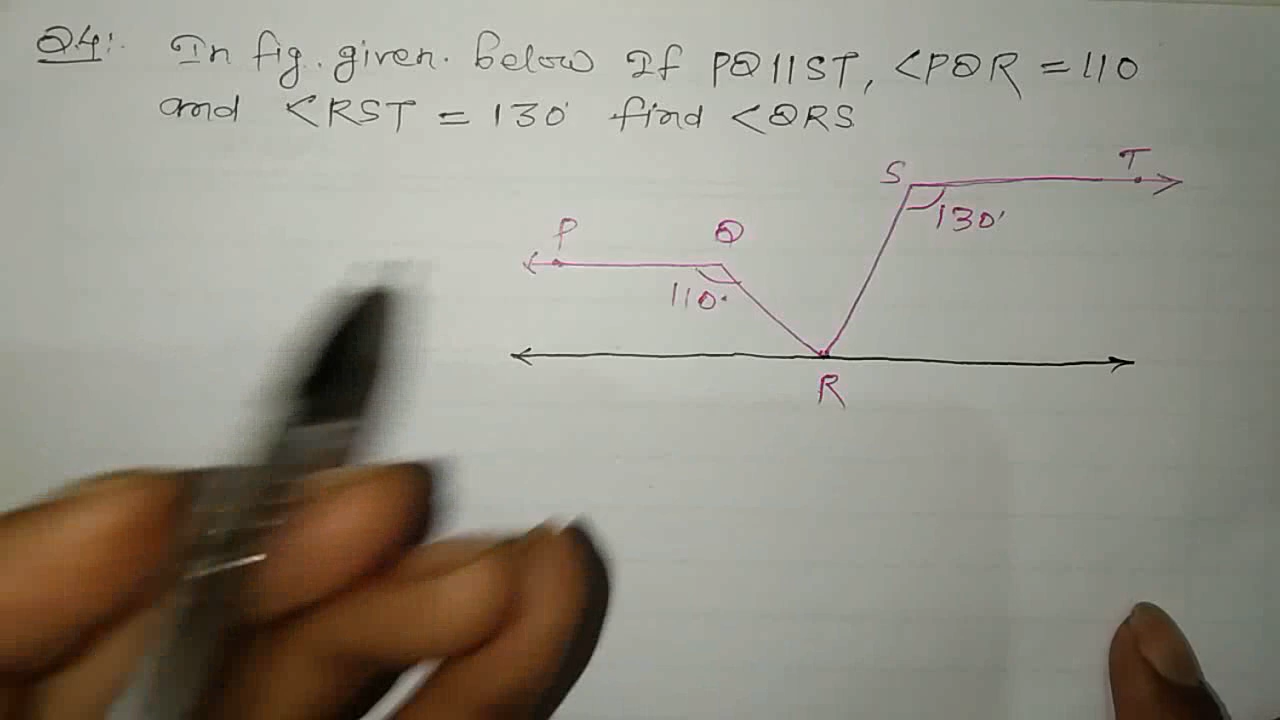 Q4:. In fig. given. below If PQ||ST, <PQR = 110
and <RST = 130° find <QRS
S T
130°
P Q
110°
R